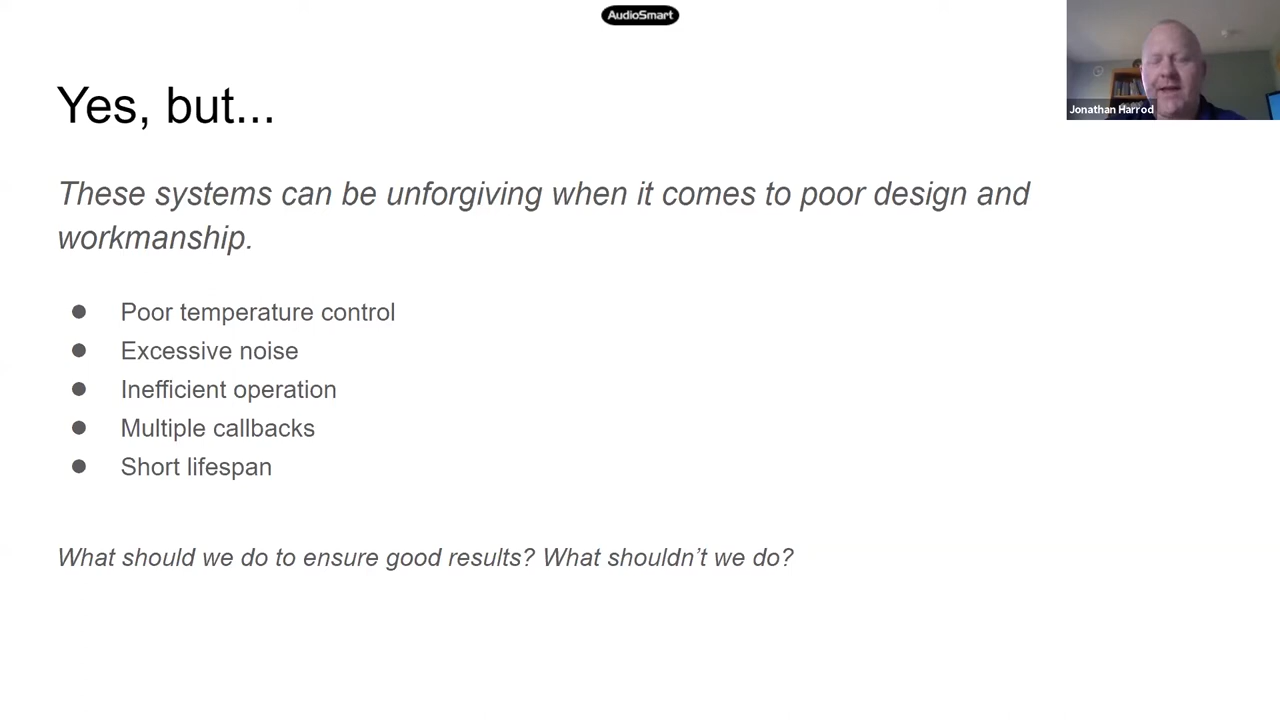 AudioSmart
Yes, but...
Jonathan Harrod
These systems can be unforgiving when it comes to poor design and
workmanship.
● Poor temperature control
● Excessive noise
● Inefficient operation
● Multiple callbacks
● Short lifespan
What should we do to ensure good results? What shouldn’t we do?